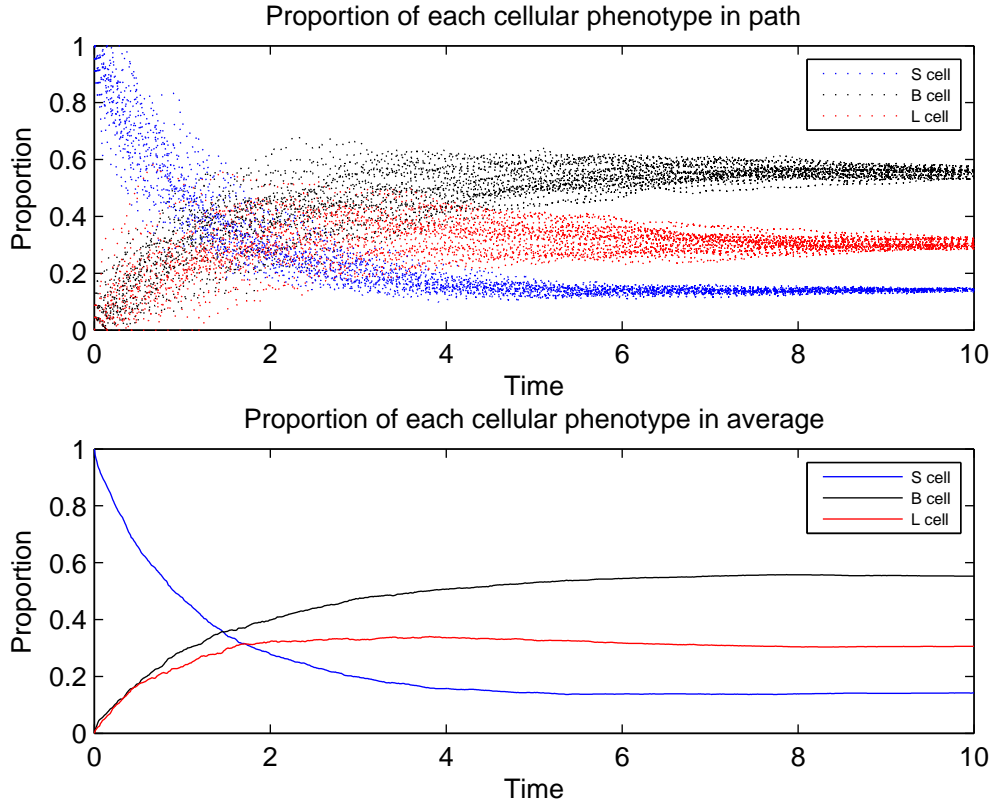 Proportion of each cellular phenotype in path
1
0.8
0.6
0.4
0.2
0
Proportion
S cell
B cell
L cell
0 2 4 6 8 10
Time
Proportion of each cellular phenotype in average
1
0.8
0.6
0.4
0.2
0
Proportion
S cell
B cell
L cell
0 2 4 6 8 10
Time